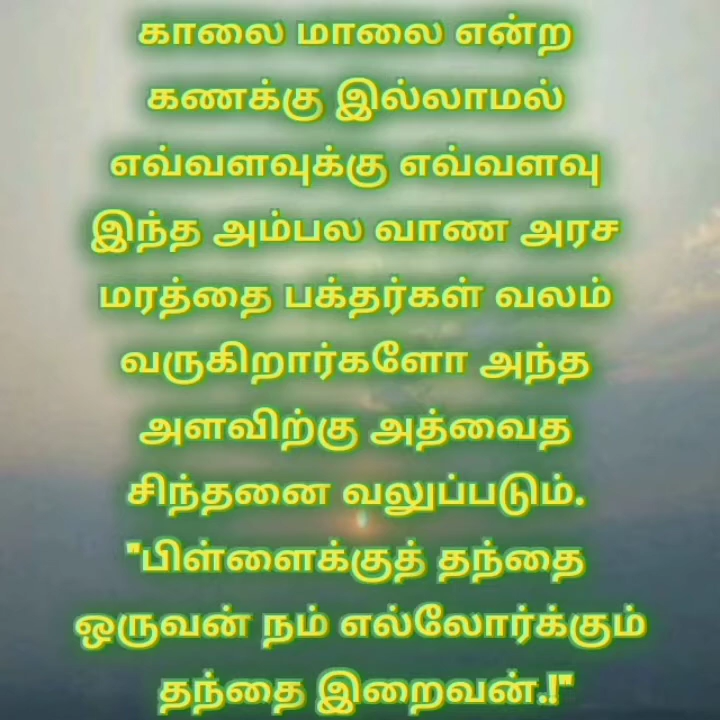 காலை மாலை என்ற
கணக்கு இல்லாமல்
எவ்வளவுக்கு எவ்வளவு
இந்த அம்பல வாண அரச
மரத்தை பக்தர்கள் வலம்
வருகிறார்களோ அந்த
அளவிற்கு அத்வைத
சிந்தனை வலுப்படும்.
"பிள்ளைக்குத் தந்தை
ஒருவன் நம் எல்லோர்க்கும்
தந்தை இறைவன்.!"